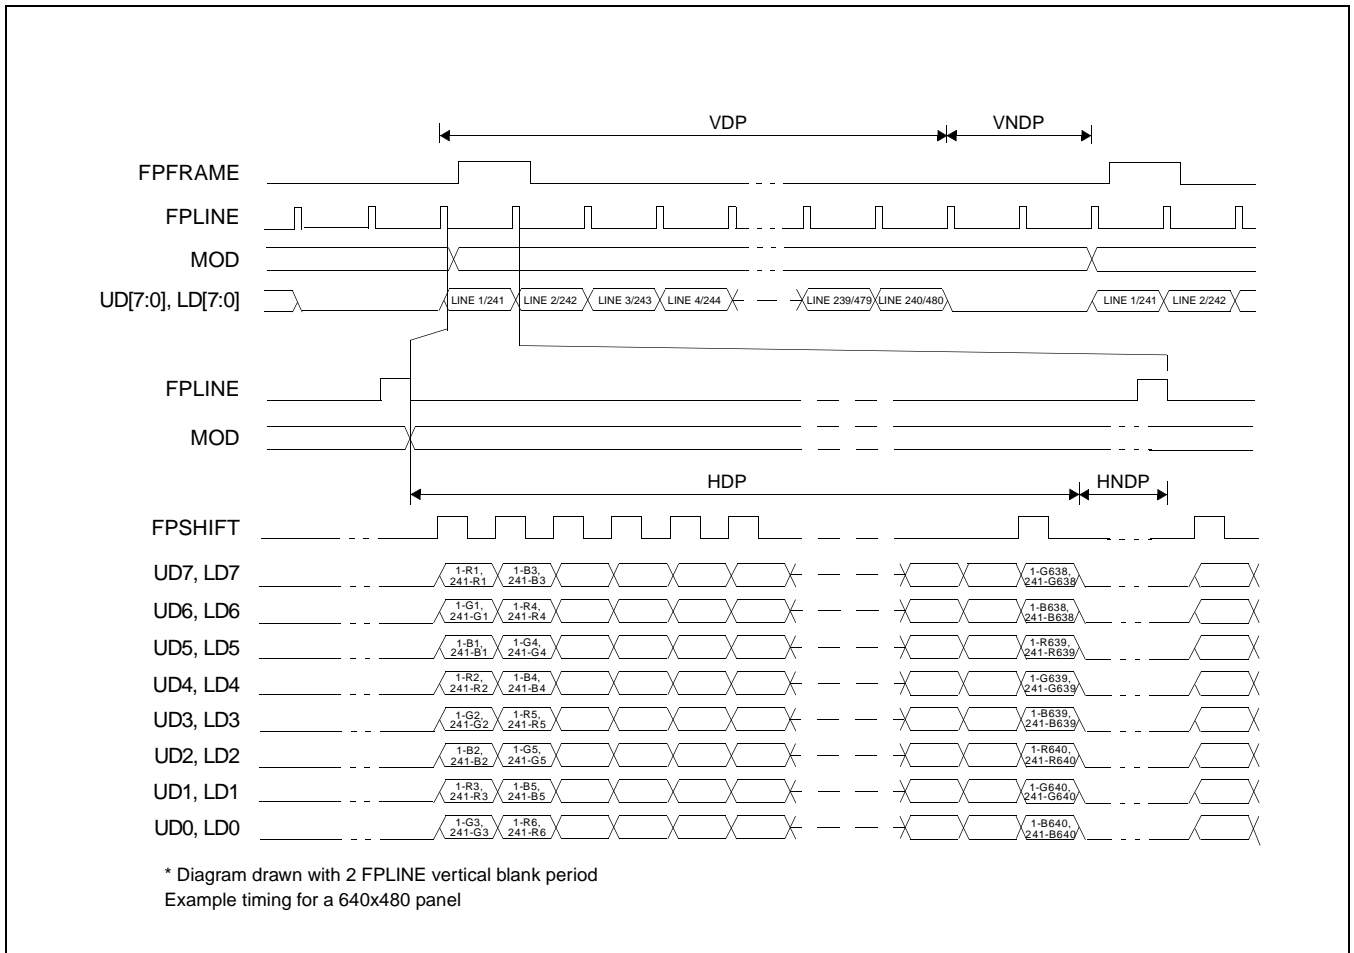 VDP VNDP
FPFRAME
FPLINE
MOD
UD[7:0], LD[7:0] LINE 1/241 LINE 2/242 LINE 3/243 LINE 4/244 LINE 239/479 LINE 240/480 LINE 1/241 LINE 2/242
FPLINE
MOD
HDP HNDP
FPSHIFT
UD7, LD7 1-R1, 241-R1 1-B3, 241-B3 1-G638, 241-G638
UD6, LD6 1-G1, 241-G1 1-R4, 241-R4 1-B638, 241-B638
UD5, LD5 1-B1, 241-B1 1-G4, 241-G4 1-R639, 241-R639
UD4, LD4 1-R2, 241-R2 1-B4, 241-B4 1-G639, 241-G639
UD3, LD3 1-G2, 241-G2 1-R5, 241-R5 1-B639, 241-B639
UD2, LD2 1-B2, 241-B2 1-G5, 241-G5 1-R640, 241-R640
UD1, LD1 1-R3, 241-R3 1-B5, 241-B5 1-G640, 241-G640
UD0, LD0 1-G3, 241-G3 1-R6, 241-R6 1-B640, 241-B640
* Diagram drawn with 2 FPLINE vertical blank period
Example timing for a 640x480 panel